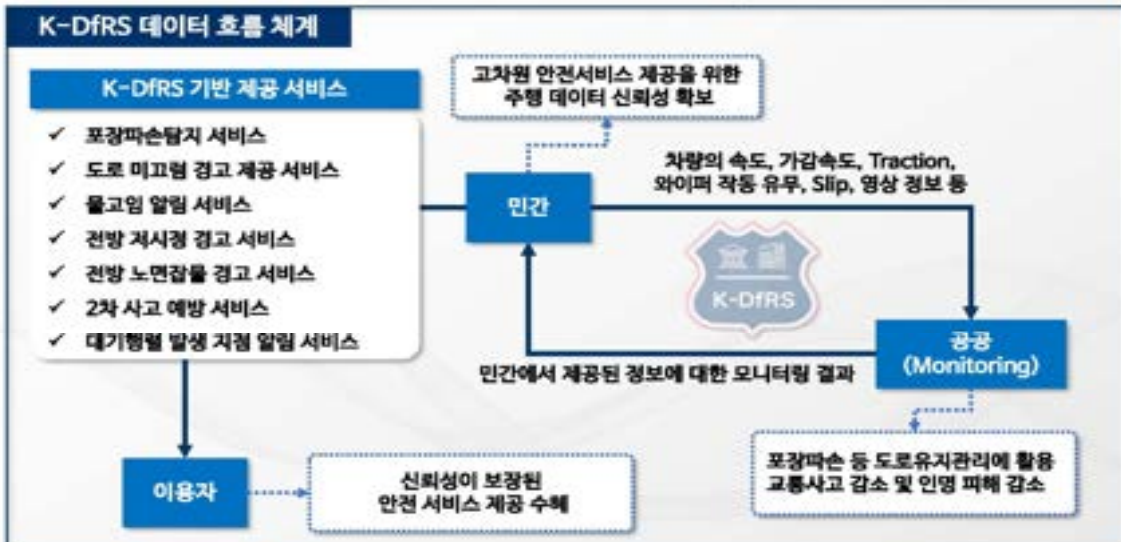 K-DfRS 데이터 흐름 체계
K-DfRS 기반 제공 서비스
✓ 포장파손탐지 서비스
✓ 도로 미끄럼 경고 제공 서비스
✓ 물고임 알림 서비스
✓ 전방 저시정 경고 서비스
✓ 전방 노면잡물 경고 서비스
✓ 2차 사고 예방 서비스
✓ 대기행렬 발생 지점 알림 서비스
고차원 안전서비스 제공을 위한
주행 데이터 신뢰성 확보
민간
차량의 속도, 가감속도, Traction,
와이퍼 작동 유무, Slip, 영상 정보 등
K-DfRS
공공
(Monitoring)
민간에서 제공된 정보에 대한 모니터링 결과
이용자
신뢰성이 보장된
안전 서비스 제공 수혜
포장파손 등 도로유지관리에 활용
교통사고 감소 및 인명 피해 감소